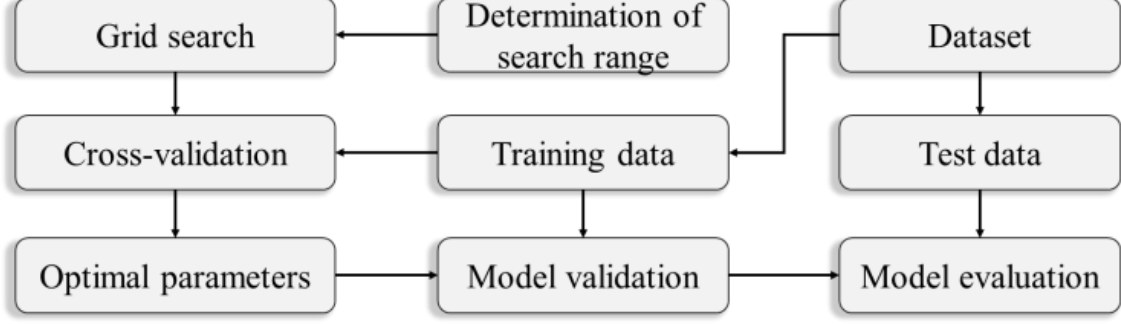 Grid search
Determination of
search range
Dataset
Cross-validation
Training data
Test data
Optimal parameters
Model validation
Model evaluation